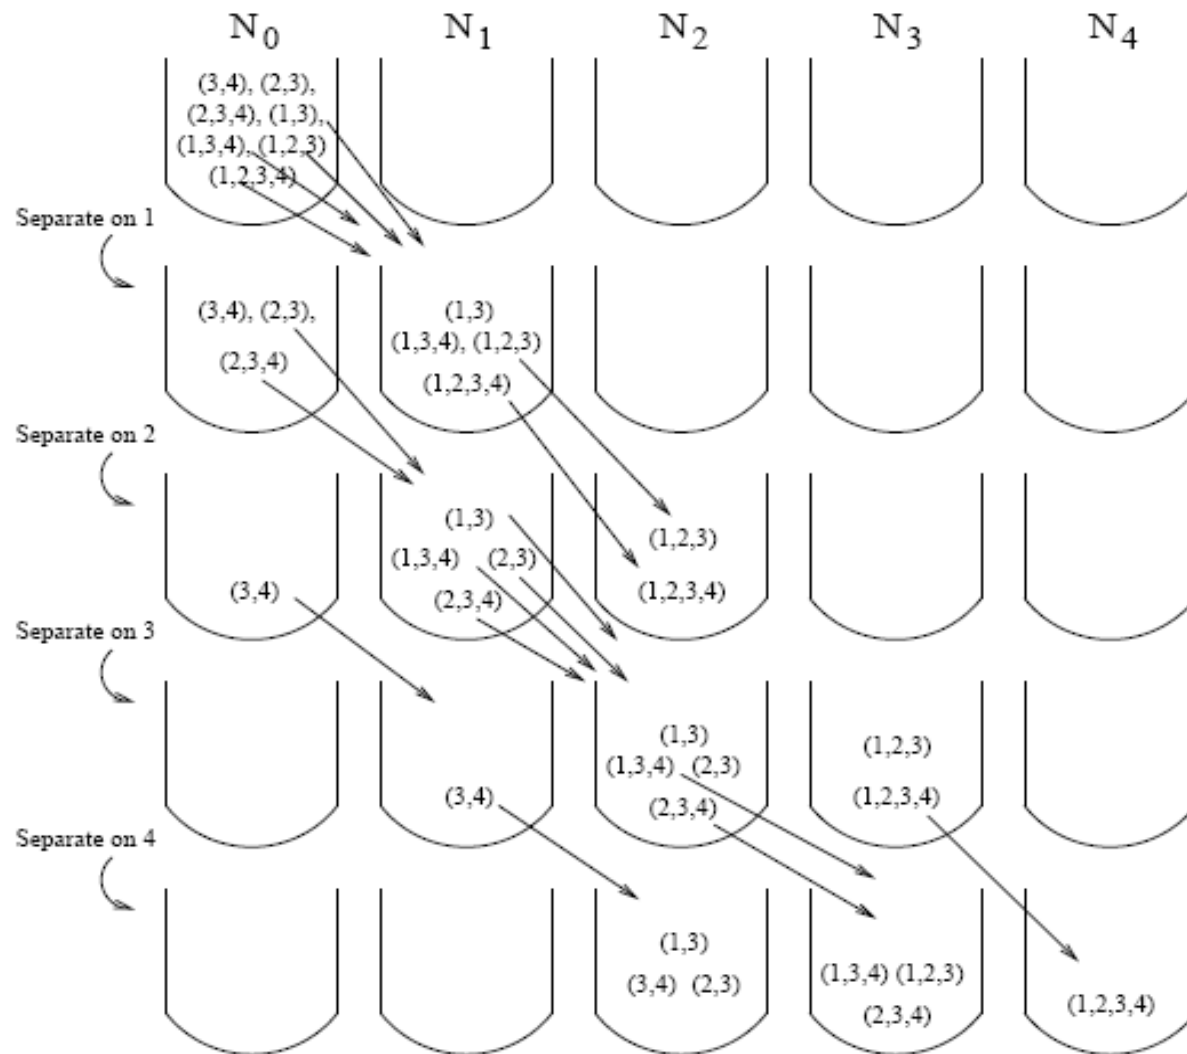 N0 N1 N2 N3 N4
(3,4), (2,3),
(2,3,4), (1,3),
(1,3,4), (1,2,3)
(1,2,3,4)
Separate on 1
(3,4), (2,3), (1,3)
(1,3,4), (1,2,3)
(2,3,4)
(1,2,3,4)
Separate on 2
(1,3) (1,2,3)
(1,3,4) (2,3)
(3,4) (2,3,4) (1,2,3,4)
Separate on 3
(1,3) (1,2,3)
(1,3,4) (2,3)
(3,4) (2,3,4) (1,2,3,4)
Separate on 4
(1,3)
(3,4) (2,3) (1,3,4) (1,2,3)
(2,3,4) (1,2,3,4)